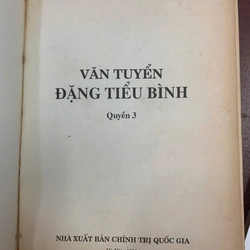 VĂN TUYỂN
ĐẶNG TIỂU BÌNH
Quyển 3
NHÀ XUẤT BẢN CHÍNH TRỊ QUỐC GIA